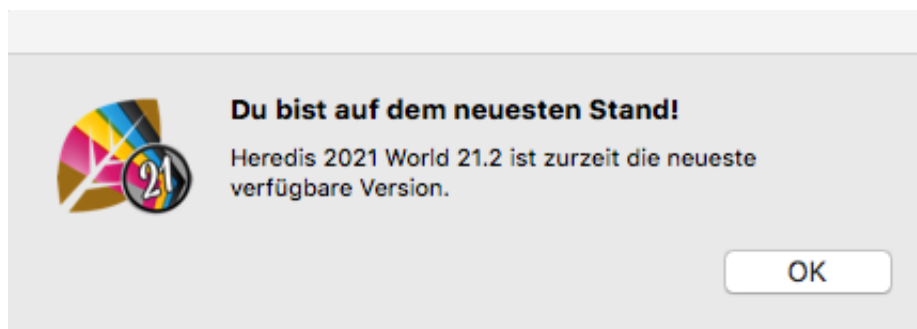 Du bist auf dem neuesten Stand!
Heredis 2021 World 21.2 ist zurzeit die neueste
verfügbare Version.
21
OK